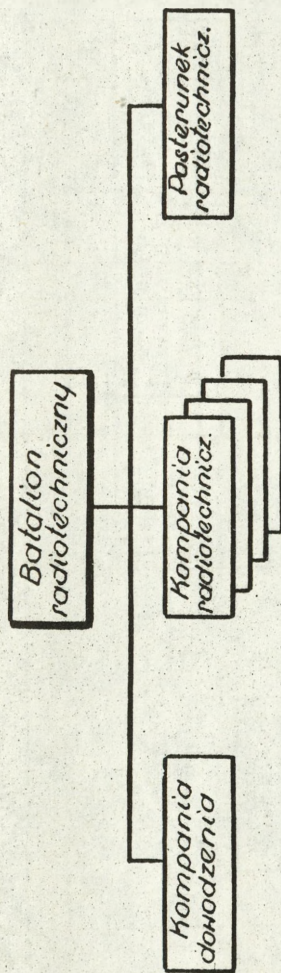 Batalion
radiotechniczny
Kompania
dowodzenia
Kompania
radiotechnicz.
Posterunek
radiotechnicz.